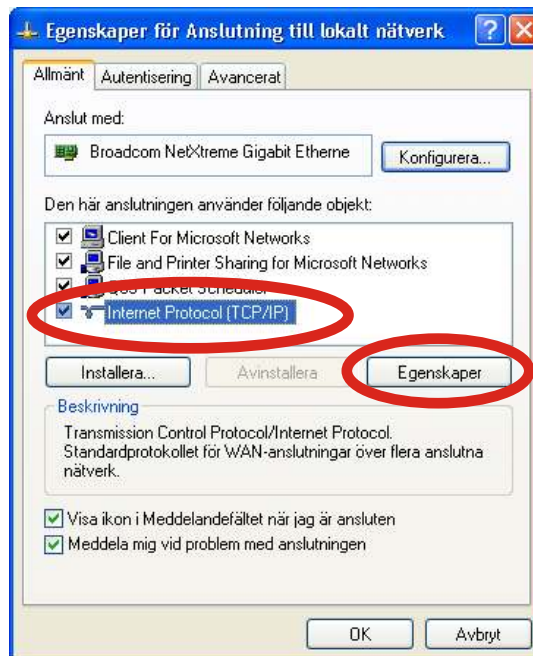 Egenskaper för Anslutning till lokalt nätverk
Allmänt Autentisering Avancerat
Anslut med:
Broadcom NetXtreme Gigabit Etherne Konfigurera...
Den här anslutningen använder följande objekt:
Client For Microsoft Networks
File and Printer Sharing for Microsoft Networks
QoS Packet Scheduler
Internet Protocol (TCP/IP)
Installera... Avinstallera Egenskaper
Beskrivning
Transmission Control Protocol/Internet Protocol.
Standardprotokollet för WAN-anslutningar över flera anslutna
nätverk.
Visa ikon i Meddelandefältet när jag är ansluten
Meddela mig vid problem med anslutningen
OK Avbryt